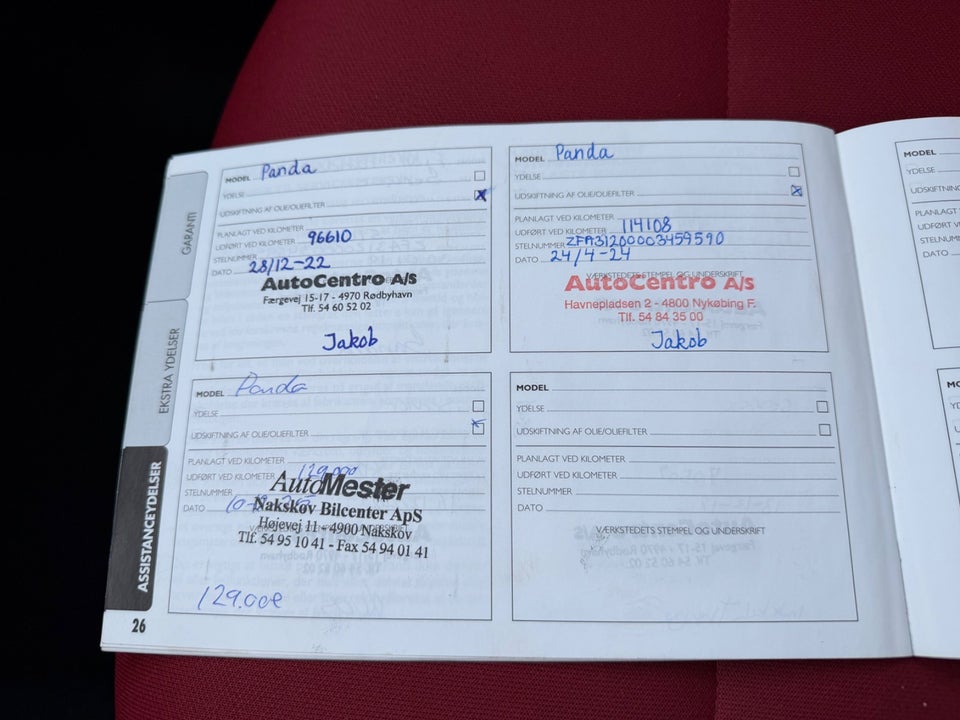 GARANTI
EKSTRA YDELSER
ASSISTANCEYDELSER
26
MODEL Panda
YDELSE
UDSKIFTNING AF OLIE/OLIEFILTER X
PLANLAGT VED KILOMETER
UDFØRT VED KILOMETER 96610
STELNUMMER
DATO 28/12-22
AutoCentro A/S
Færgevej 15-17 - 4970 Rødbyhavn
Tlf. 54 60 52 02
Jakob
MODEL Panda
YDELSE
UDSKIFTNING AF OLIE/OLIEFILTER X
PLANLAGT VED KILOMETER
UDFØRT VED KILOMETER 114108
STELNUMMER ZFA31200003459590
DATO 24/4-24
VÆRKSTEDETS STEMPEL OG UNDERSKRIFT
AutoCentro A/S
Havnepladsen 2 - 4800 Nykøbing F.
Tlf. 54 84 35 00
Jakob
MODEL Panda
YDELSE
UDSKIFTNING AF OLIE/OLIEFILTER
PLANLAGT VED KILOMETER
UDFØRT VED KILOMETER 129.000
STELNUMMER
DATO
AutoMester
Nakskov Bilcenter ApS
Højevej 11 - 4900 Nakskov
Tlf. 54 95 10 41 - Fax 54 94 01 41
129.000
MODEL
YDELSE
UDSKIFTNING AF OLIE/OLIEFILTER
PLANLAGT VED KILOMETER
UDFØRT VED KILOMETER
STELNUMMER
DATO
VÆRKSTEDETS STEMPEL OG UNDERSKRIFT
MODEL
YDELSE
UDSKIFTNING
PLANLAGT V
UDFØRT VED
STELNUMM
DATO